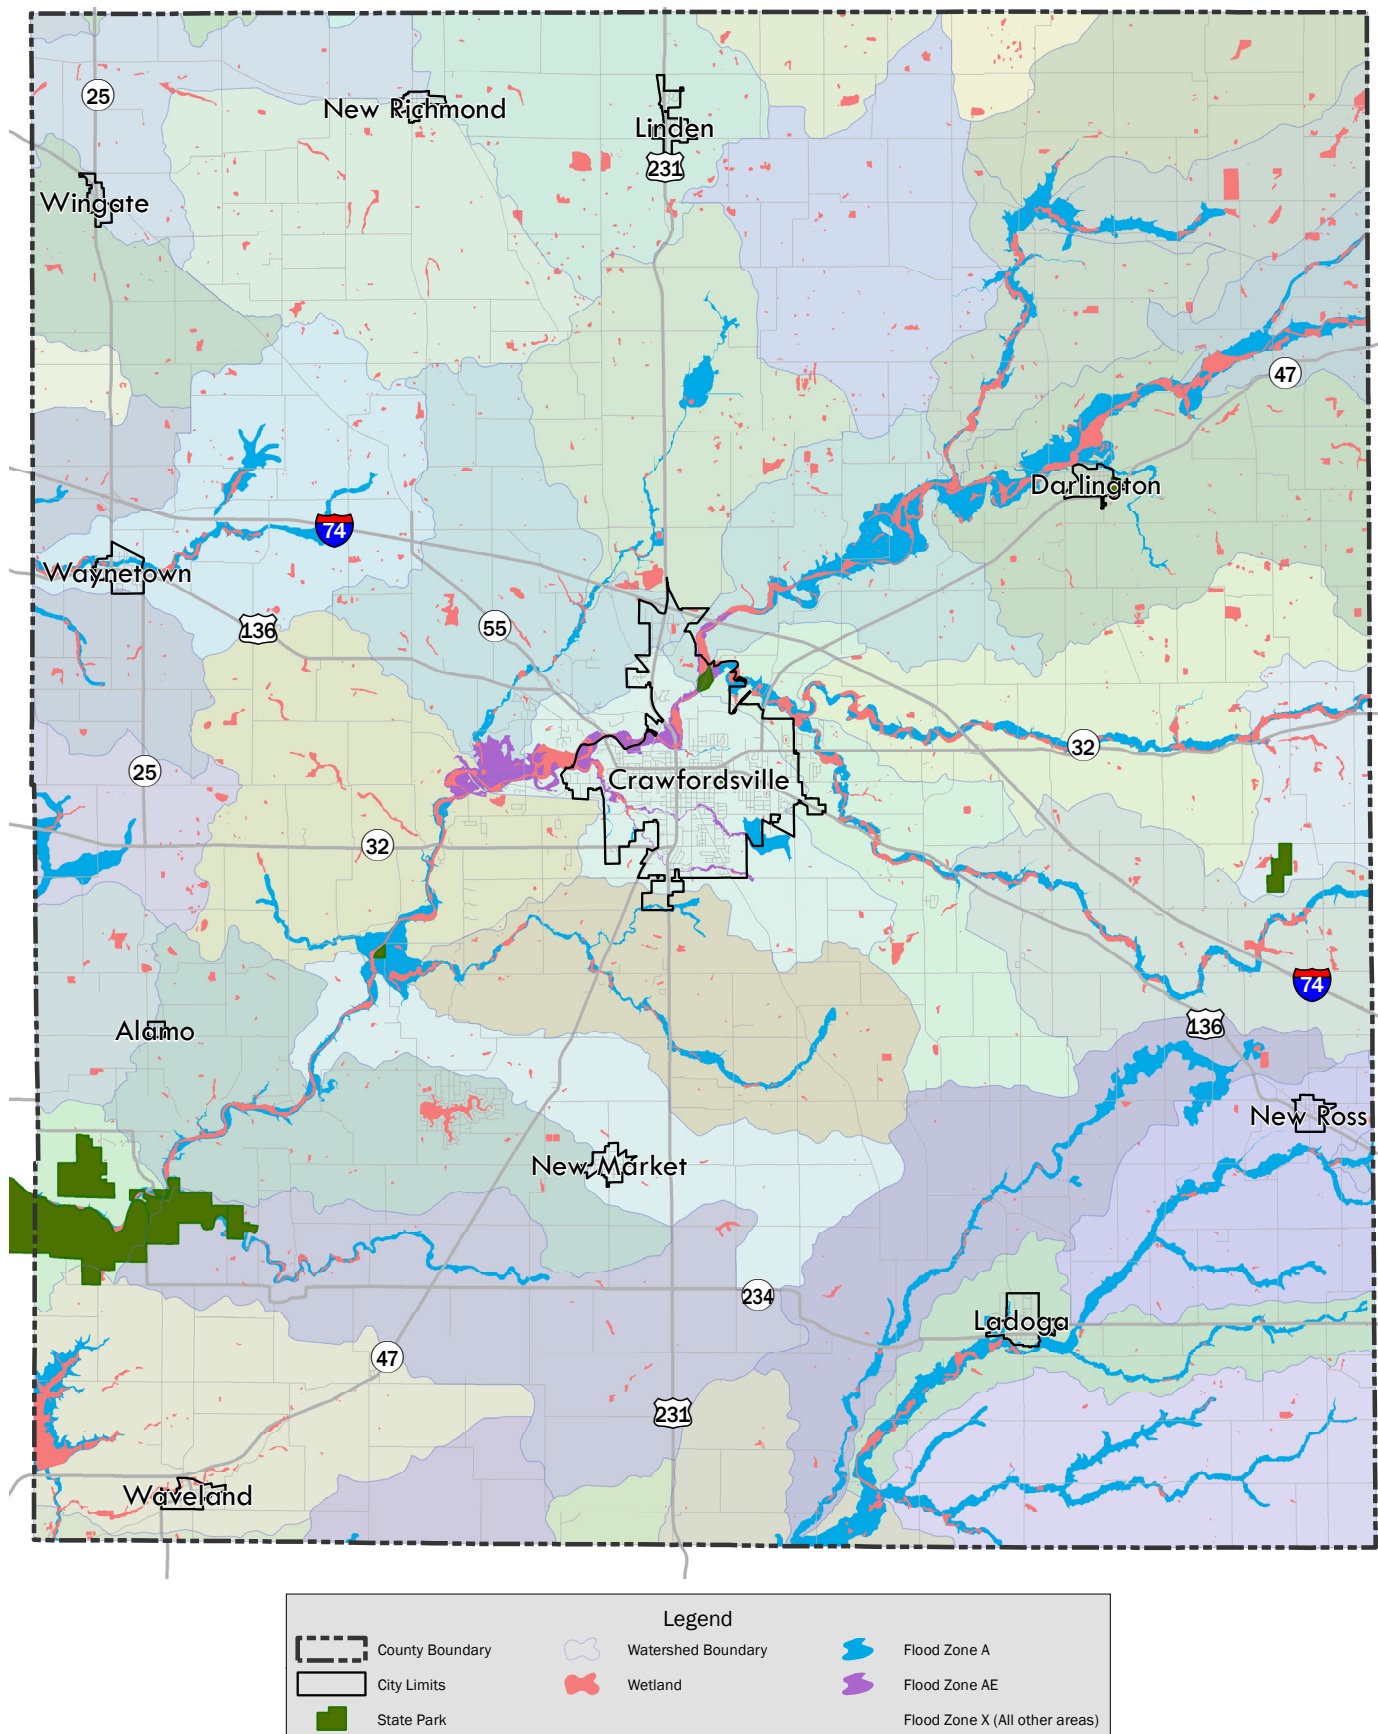 25
New Richmond
Linden
231
Wingate
47
Darlington
74
Waynetown
136
55
32
25
Crawfordsville
32
74
Alamo
136
New Ross
New Market
234
Ladoga
47
231
Waveland
Legend
County Boundary
Watershed Boundary
Flood Zone A
City Limits
Wetland
Flood Zone AE
State Park
Flood Zone X (All other areas)